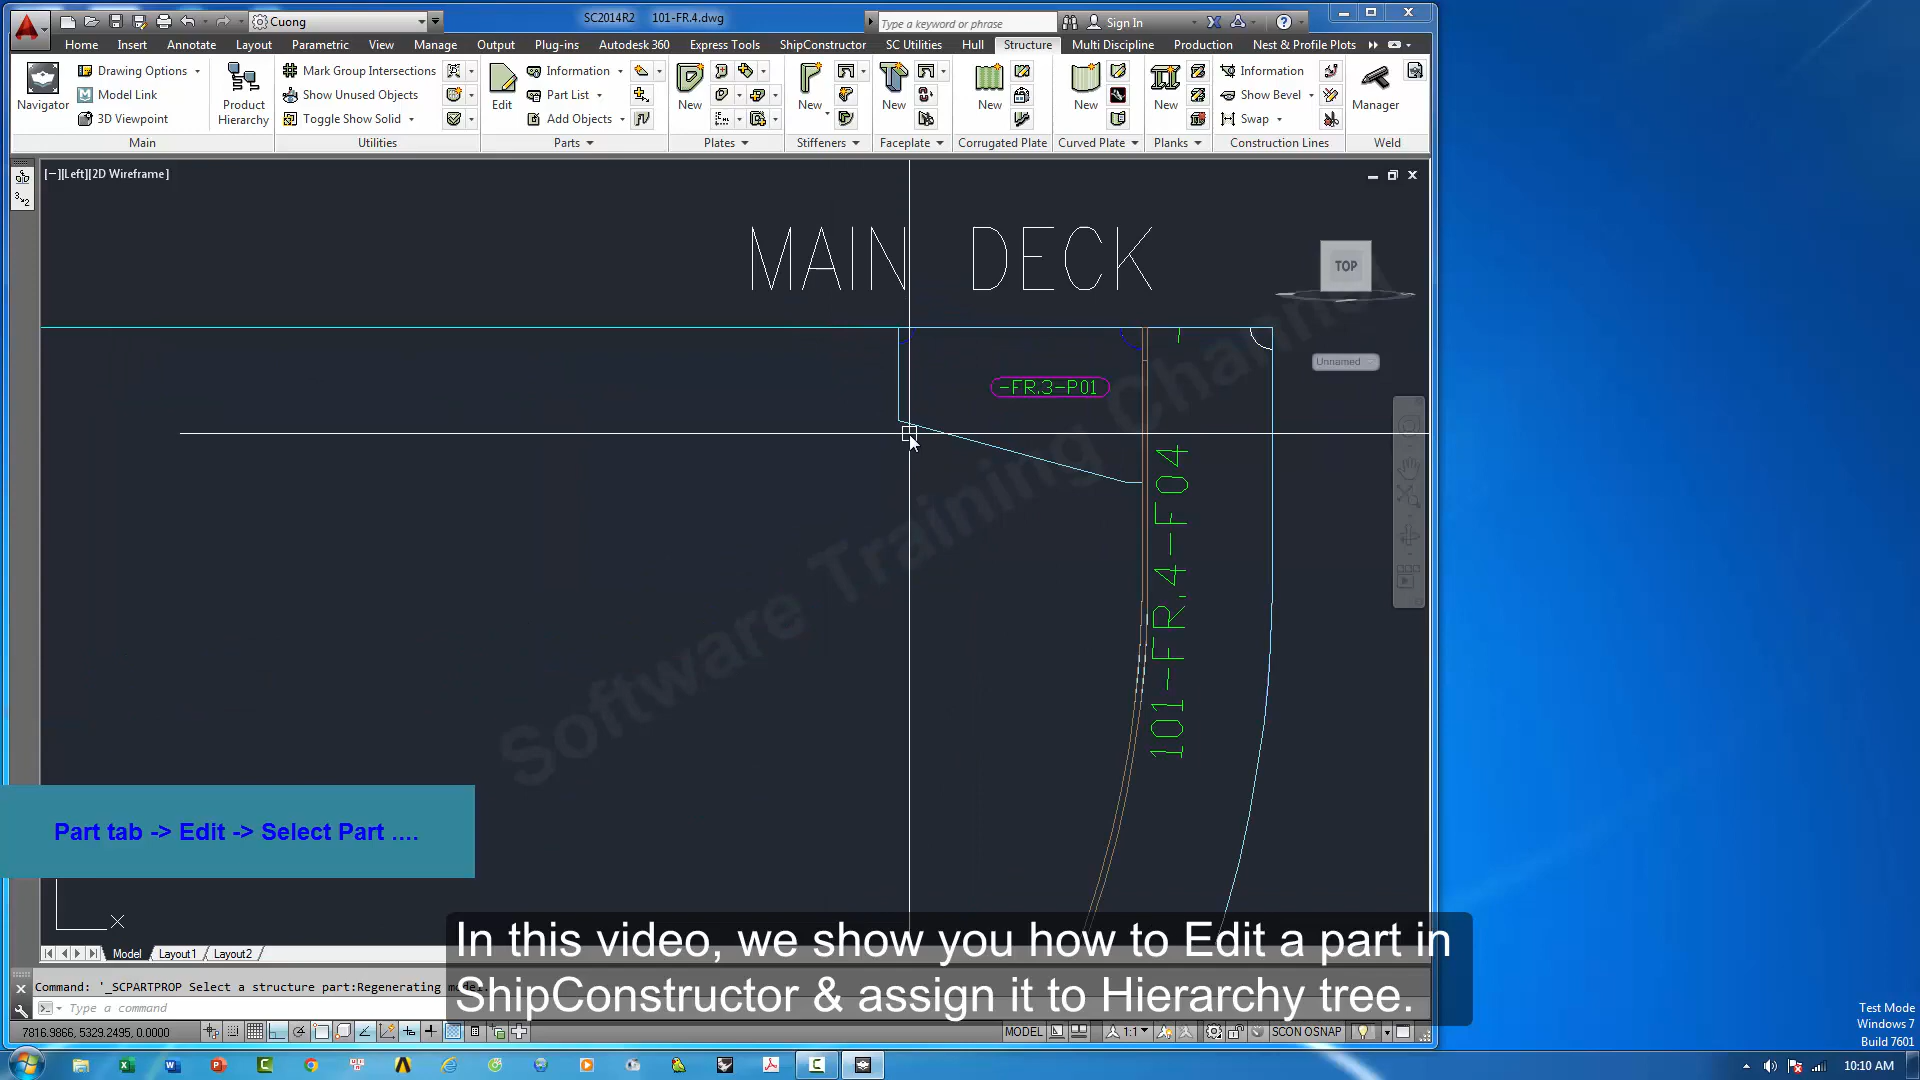 Cuong
SC2014R2 101-FR.4.dwg
Type a keyword or phrase
Sign In
Home Insert Annotate Layout Parametric View Manage Output Plug-ins Autodesk 360 Express Tools ShipConstructor SC Utilities Hull Structure Multi Discipline Production Nest & Profile Plots
Navigator
Drawing Options
Model Link
3D Viewpoint
Product
Hierarchy
Mark Group Intersections
Show Unused Objects
Toggle Show Solid
Edit
Information
Part List
Add Objects
New
New
New
New
New
New
Information
Show Bevel
Swap
Manager
Main Utilities Parts Plates Stiffeners Faceplate Corrugated Plate Curved Plate Planks Construction Lines Weld
[−][Left][2D Wireframe]
MAIN DECK
TOP
Unnamed
-FR.3-P01
101-FR.4-F04
Software Training Channel
Part tab -> Edit -> Select Part ....
In this video, we show you how to Edit a part in
ShipConstructor & assign it to Hierarchy tree.
Model Layout1 Layout2
Command: '_SCPARTPROP Select a structure part:Regenerating model.
Type a command
7816.9866, 5329.2495, 0.0000
MODEL
1:1
SCON OSNAP
Test Mode
Windows 7
Build 7601
10:10 AM